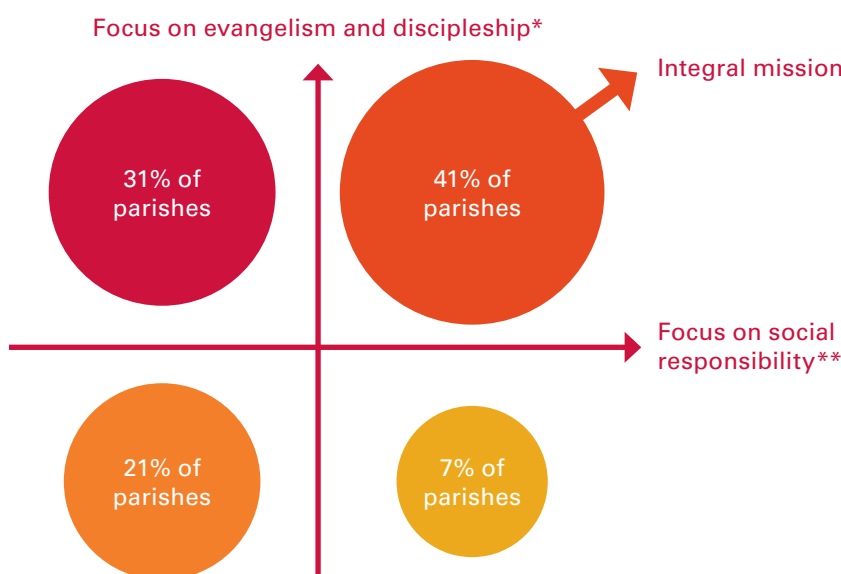 Focus on evangelism and discipleship*
Integral mission
31% of
parishes
41% of
parishes
Focus on social
responsibility**
21% of
parishes
7% of
parishes